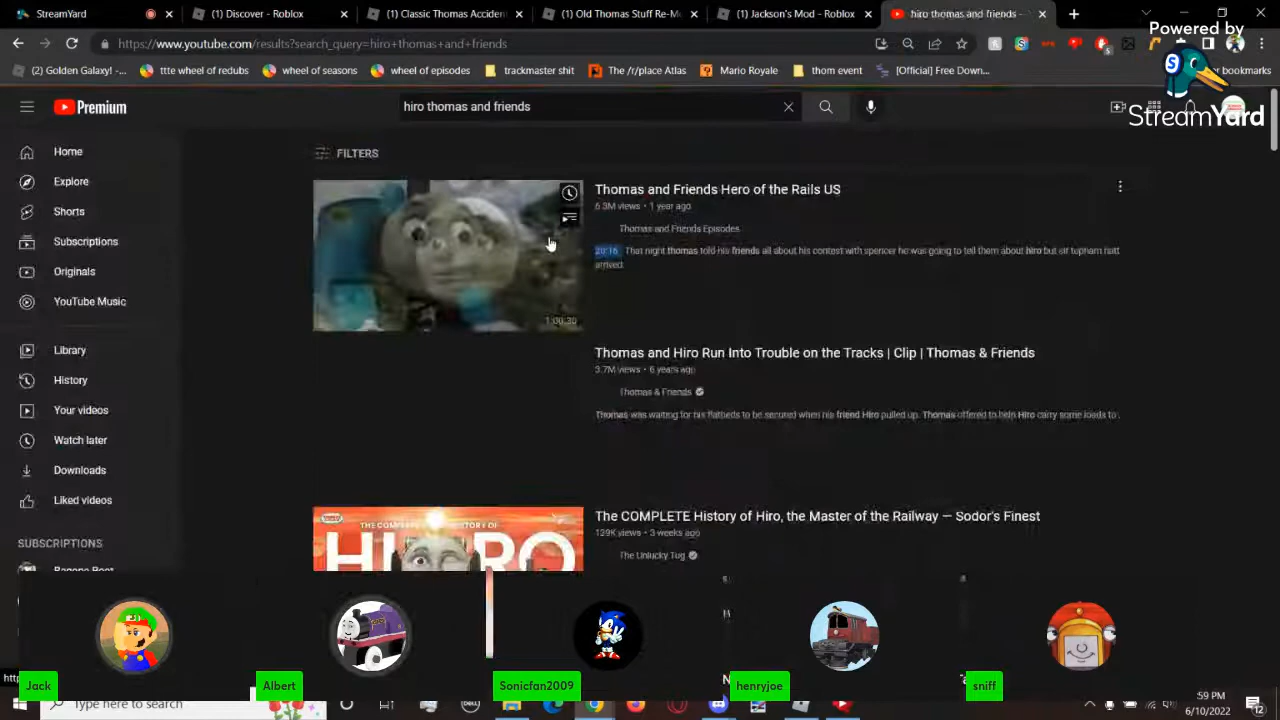 StreamYard
(1) Discover - Roblox
(1) Classic Thomas Acciden
(1) Old Thomas Stuff Re-M
(1) Jackson's Mod - Roblox
hiro thomas and friends -
Powered by
https://www.youtube.com/results?search_query=hiro+thomas+and+friends
(2) Golden Galaxy! -...
ttte wheel of redubs
wheel of seasons
wheel of episodes
trackmaster shit
The /r/place Atlas
Mario Royale
thom event
[Official] Free Down...
r bookmarks
Premium
hiro thomas and friends
StreamYard
Home
FILTERS
Explore
Thomas and Friends Hero of the Rails US
6.3M views • 1 year ago
Shorts
Thomas and Friends Episodes
Subscriptions
20:16 That night thomas told his friends all about his contest with spencer he was going to tell them about hiro but sir topham hatt
arrived
Originals
YouTube Music
1:00:30
Library
Thomas and Hiro Run Into Trouble on the Tracks | Clip | Thomas & Friends
3.7M views • 6 years ago
History
Thomas & Friends
Your videos
Thomas was waiting for his flatbeds to be secured when his friend Hiro pulled up. Thomas offered to help Hiro carry some loads to
Watch later
Downloads
Liked videos
THE COMPLETE HISTORY OF
HIRO
The COMPLETE History of Hiro, the Master of the Railway — Sodor's Finest
129K views • 3 weeks ago
SUBSCRIPTIONS
The Unlucky Tug
Jack
Albert
Sonicfan2009
henryjoe
sniff
Type here to search
:59 PM
6/10/2022